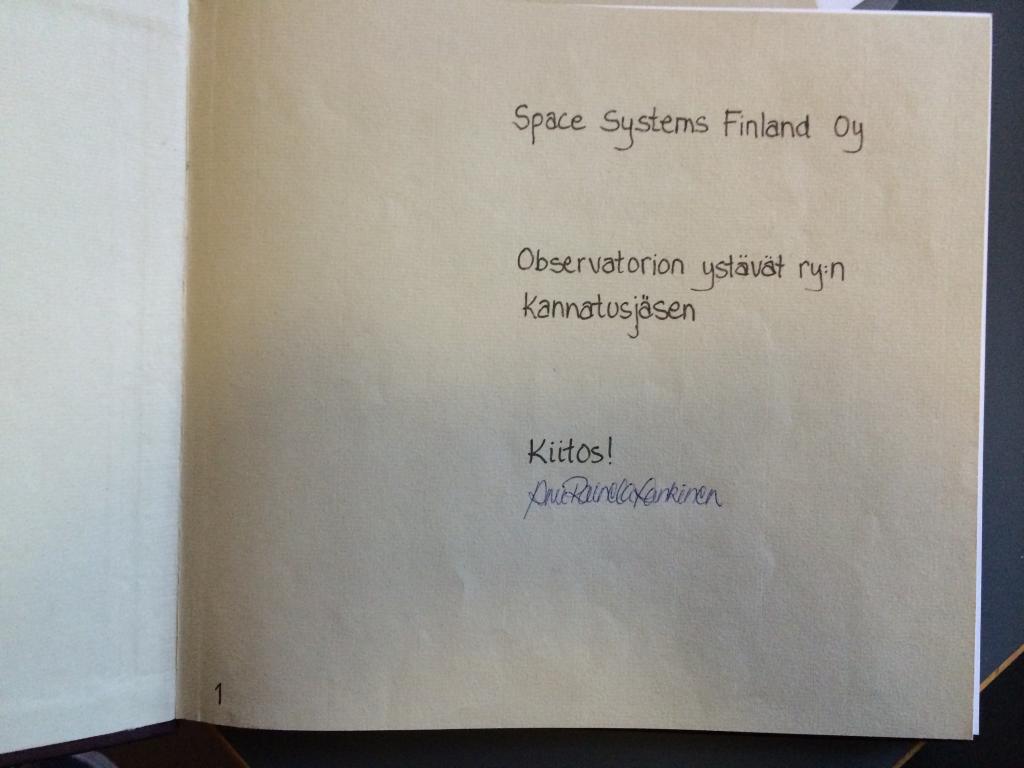 Space Systems Finland Oy
Observatorion ystävät ry:n
Kannatusjäsen
Kiitos!
1